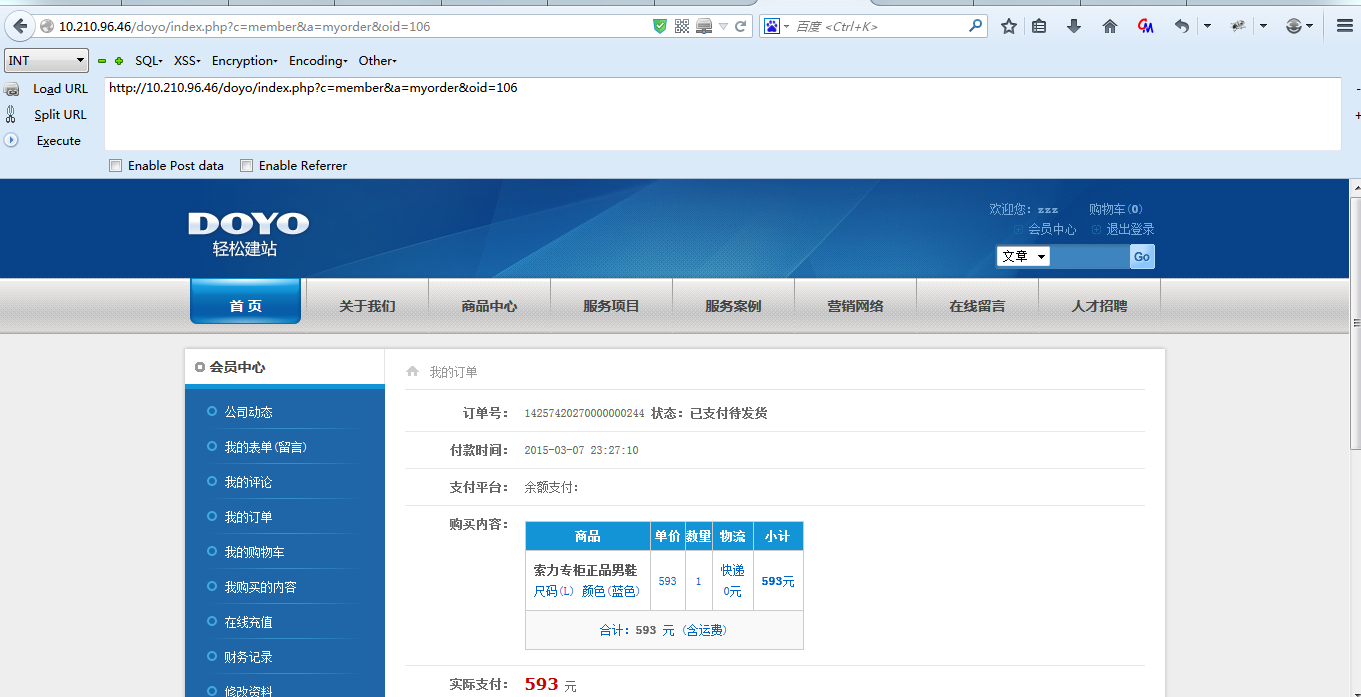 10.210.96.46/doyo/index.php?c=member&a=myorder&oid=106
百度 <Ctrl+K>
INT SQL- XSS- Encryption- Encoding- Other-
Load URL http://10.210.96.46/doyo/index.php?c=member&a=myorder&oid=106
Split URL
Execute
Enable Post data Enable Referrer
DOYO
轻松建站
欢迎您：zzz 购物车(0)
会员中心 退出登录
文章 Go
首 页 关于我们 商品中心 服务项目 服务案例 营销网络 在线留言 人才招聘
会员中心
公司动态
我的表单(留言)
我的评论
我的订单
我的购物车
我购买的内容
在线充值
财务记录
修改资料
我的订单
订单号： 14257420270000000244 状态：已支付待发货
付款时间： 2015-03-07 23:27:10
支付平台： 余额支付：
购买内容：
商品 单价 数量 物流 小计
索力专柜正品男鞋
尺码(L) 颜色(蓝色)
593 1 快递 0元 593元
合计：593 元 (含运费)
实际支付： 593 元